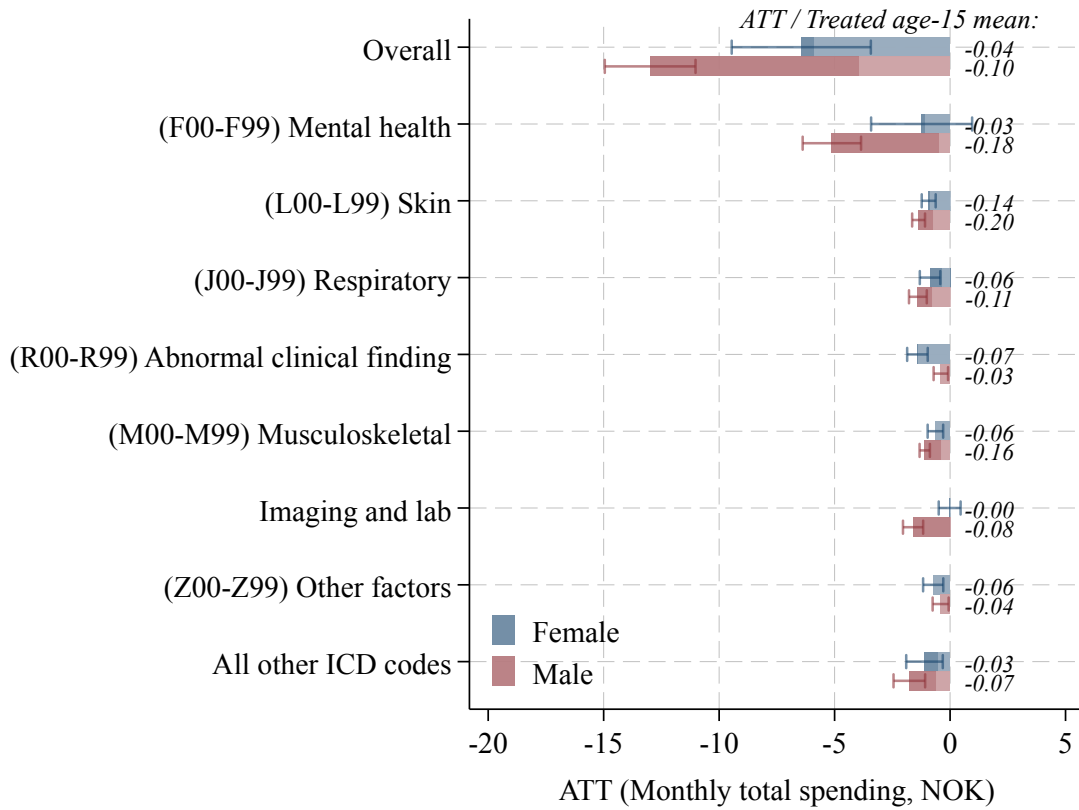 ATT / Treated age-15 mean:
Overall
-0.04
-0.10
(F00-F99) Mental health
-0.03
-0.18
(L00-L99) Skin
-0.14
-0.20
(J00-J99) Respiratory
-0.06
-0.11
(R00-R99) Abnormal clinical finding
-0.07
-0.03
(M00-M99) Musculoskeletal
-0.06
-0.16
Imaging and lab
-0.00
-0.08
(Z00-Z99) Other factors
-0.06
-0.04
Female
All other ICD codes
-0.03
Male
-0.07
-20 -15 -10 -5 0 5
ATT (Monthly total spending, NOK)